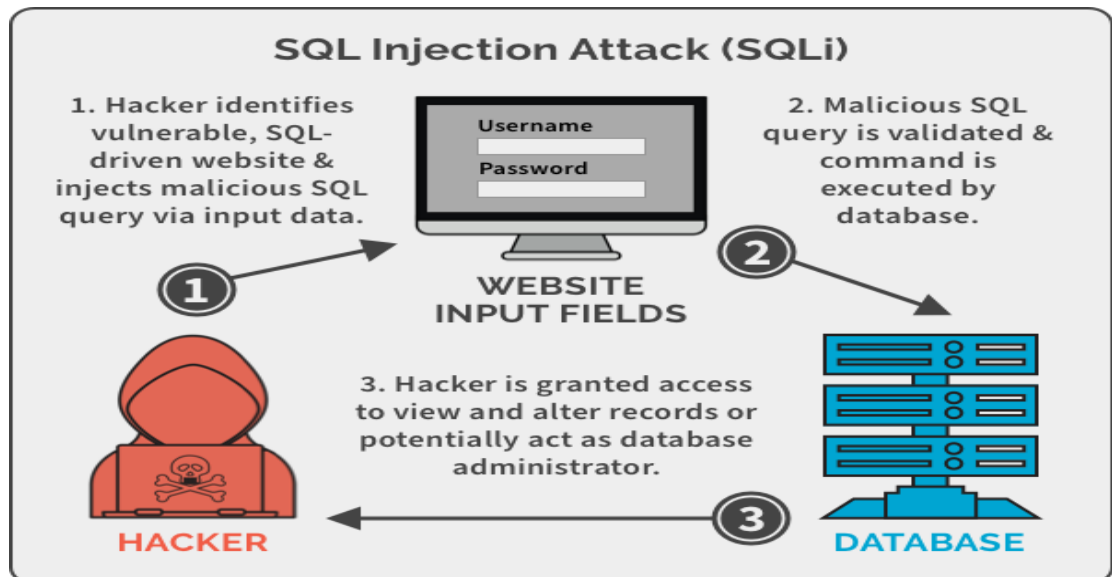 SQL Injection Attack (SQLi)
1. Hacker identifies
vulnerable, SQL-
driven website &
injects malicious SQL
query via input data.
Username
Password
2. Malicious SQL
query is validated &
command is
executed by
database.
1
2
WEBSITE
INPUT FIELDS
3. Hacker is granted access
to view and alter records or
potentially act as database
administrator.
3
HACKER
DATABASE